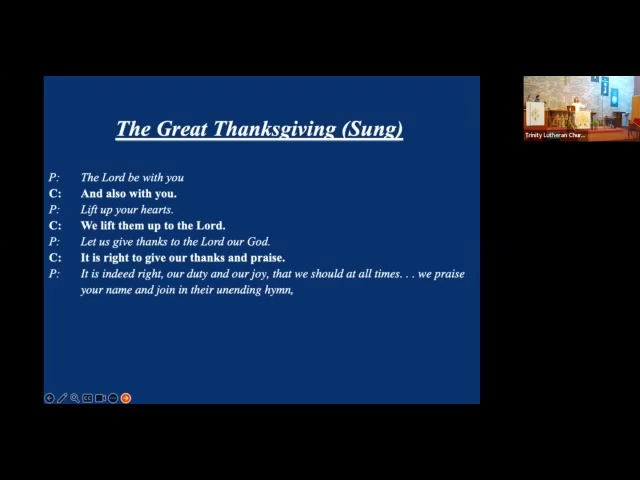 The Great Thanksgiving (Sung)
P: The Lord be with you
C: And also with you.
P: Lift up your hearts.
C: We lift them up to the Lord.
P: Let us give thanks to the Lord our God.
C: It is right to give our thanks and praise.
P: It is indeed right, our duty and our joy, that we should at all times. . . we praise
your name and join in their unending hymn,
Trinity Lutheran Chur...